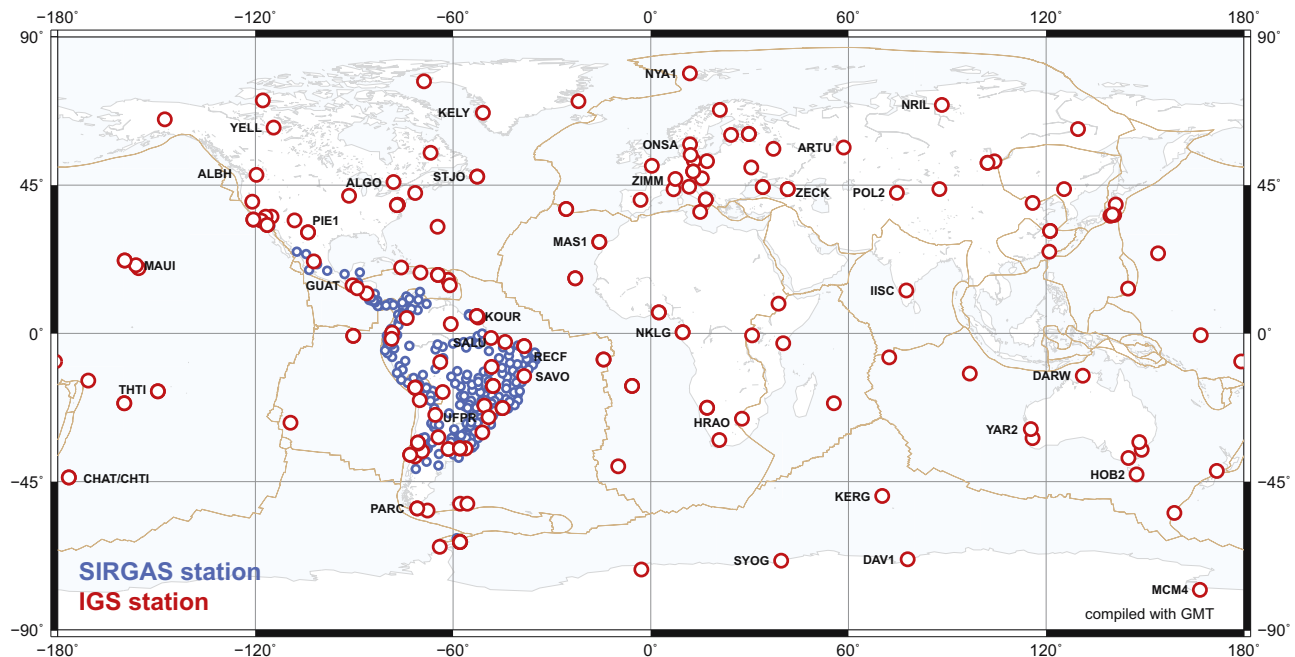 −180˚ −120˚ −60˚ 0˚ 60˚ 120˚ 180˚
90˚ 90˚
NYA1
KELY NRIL
YELL
ONSA ARTU
ALBH STJO
ALGO ZIMM
45˚ ZECK POL2 45˚
PIE1
MAS1
MAUI
GUAT IISC
KOUR
0˚ NKLG 0˚
SALU
RECF
SAVO DARW
THTI
UFPR HRAO
YAR2
CHAT/CHTI HOB2
−45˚ −45˚
KERG
PARC
SYOG DAV1
SIRGAS station
IGS station MCM4
compiled with GMT
−90˚ −90˚
−180˚ −120˚ −60˚ 0˚ 60˚ 120˚ 180˚